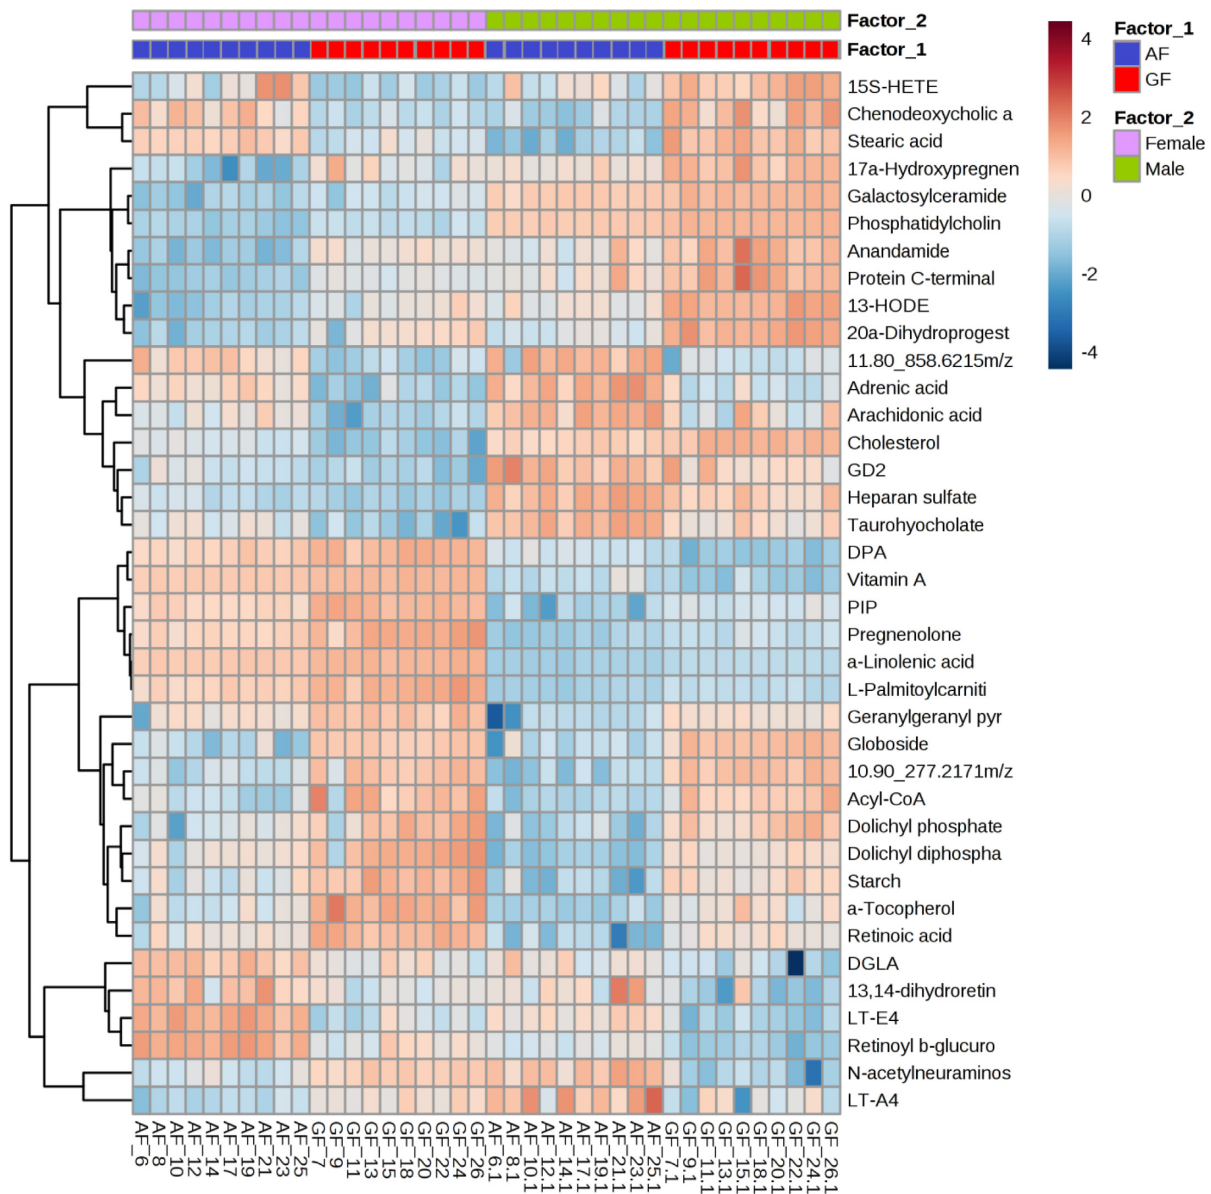 Factor_2
Factor_1
15S-HETE
Chenodeoxycholic a
Stearic acid
17a-Hydroxypregnen
Galactosylceramide
Phosphatidylcholin
Anandamide
Protein C-terminal
13-HODE
20a-Dihydroprogest
11.80_858.6215m/z
Adrenic acid
Arachidonic acid
Cholesterol
GD2
Heparan sulfate
Taurohyocholate
DPA
Vitamin A
PIP
Pregnenolone
a-Linolenic acid
L-Palmitoylcarniti
Geranylgeranyl pyr
Globoside
10.90_277.2171m/z
Acyl-CoA
Dolichyl phosphate
Dolichyl diphospha
Starch
a-Tocopherol
Retinoic acid
DGLA
13,14-dihydroretin
LT-E4
Retinoyl b-glucuro
N-acetylneuraminos
LT-A4
4
2
0
-2
-4
Factor_1
AF
GF
Factor_2
Female
Male
AF_6
AF_8
AF_10
AF_12
AF_14
AF_17
AF_19
AF_21
AF_23
AF_25
GF_7
GF_9
GF_11
GF_13
GF_15
GF_18
GF_20
GF_22
GF_24
GF_26
AF_6.1
AF_8.1
AF_10.1
AF_12.1
AF_14.1
AF_17.1
AF_19.1
AF_21.1
AF_23.1
AF_25.1
GF_7.1
GF_9.1
GF_11.1
GF_13.1
GF_15.1
GF_18.1
GF_20.1
GF_22.1
GF_24.1
GF_26.1